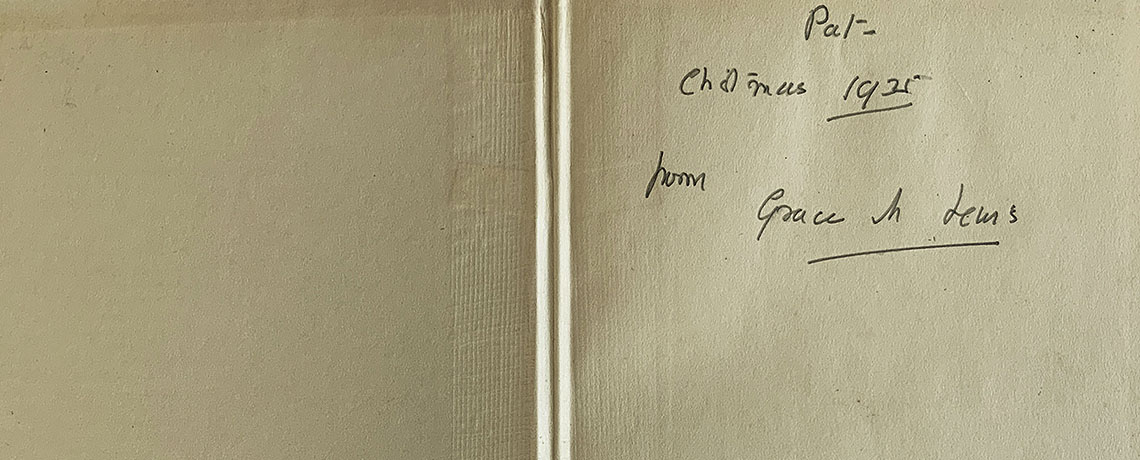 Pat-
Christmas 1925
from
Grace M Lewis